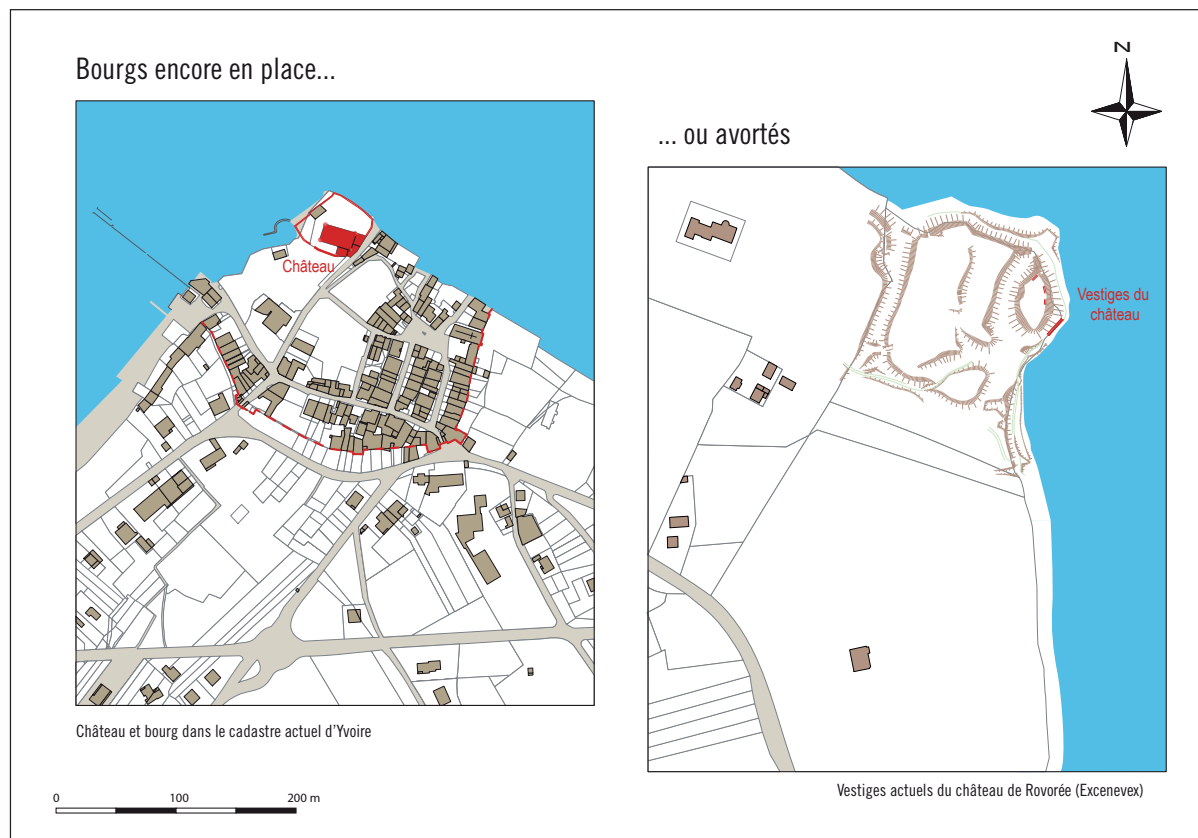 Bourgs encore en place...
N
... ou avortés
Château
Vestiges du
château
Château et bourg dans le cadastre actuel d'Yvoire
Vestiges actuels du château de Rovorée (Excenevex)
0 100 200 m